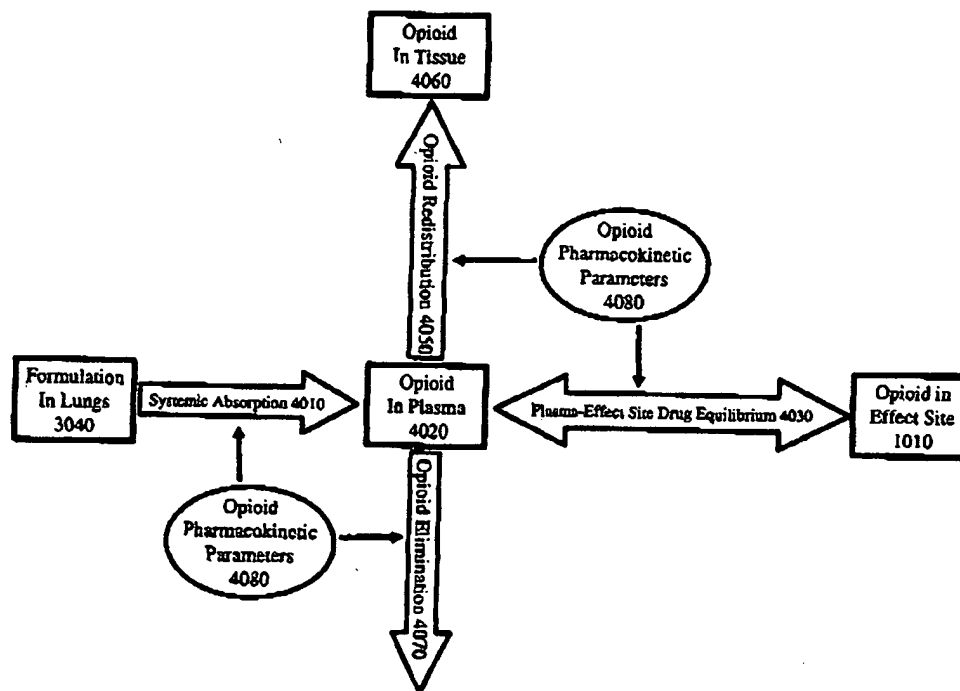 Opioid
In Tissue
4060
Opioid Redistribution 4050
Opioid
Pharmacokinetic
Parameters
4080
Formulation
In Lungs
3040
Systemic Absorption 4010
Opioid
In Plasma
4020
Plasma-Effect Site Drug Equilibrium 4030
Opioid in
Effect Site
1010
Opioid
Pharmacokinetic
Parameters
4080
Opioid Elimination 4070